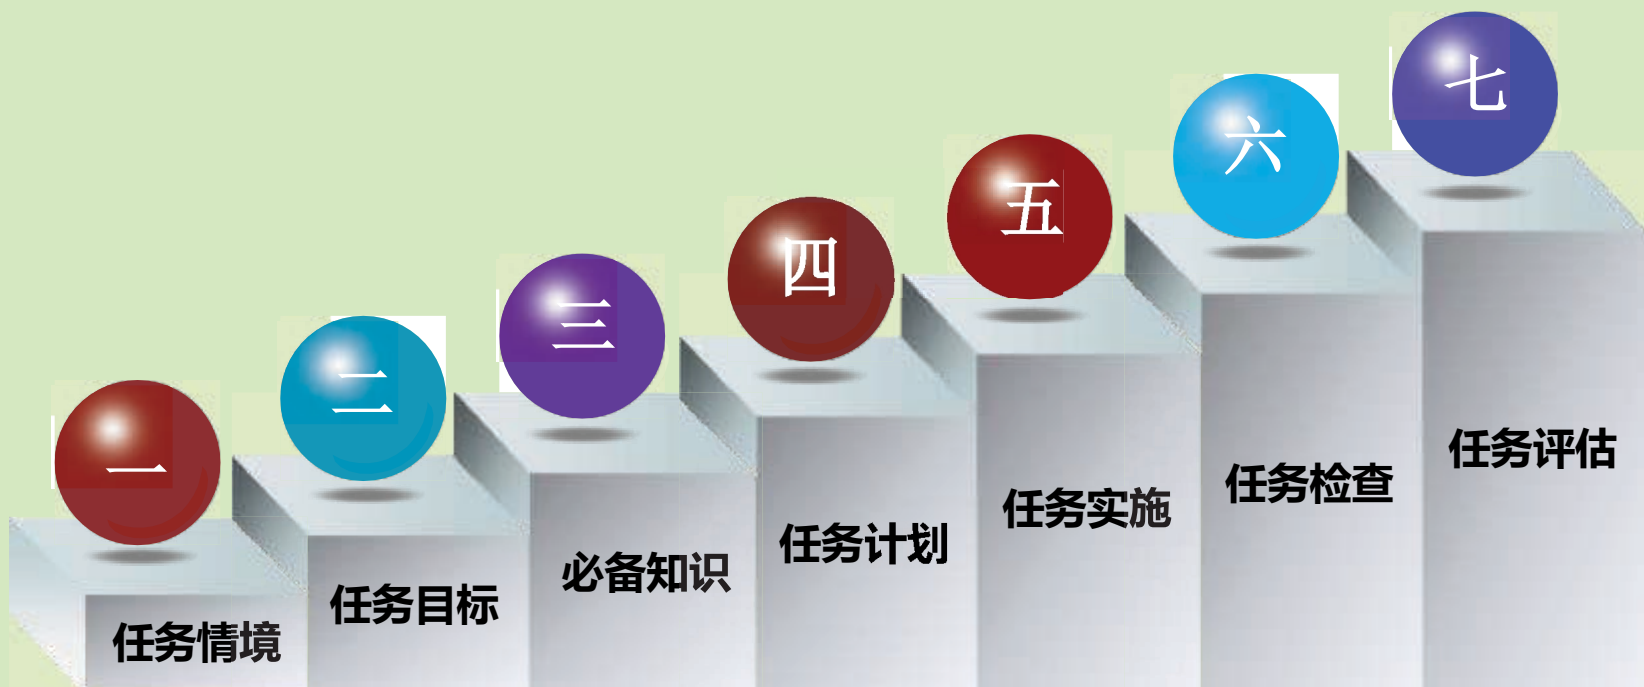 一
任务情境
二
任务目标
三
必备知识
四
任务计划
五
任务实施
六
任务检查
七
任务评估